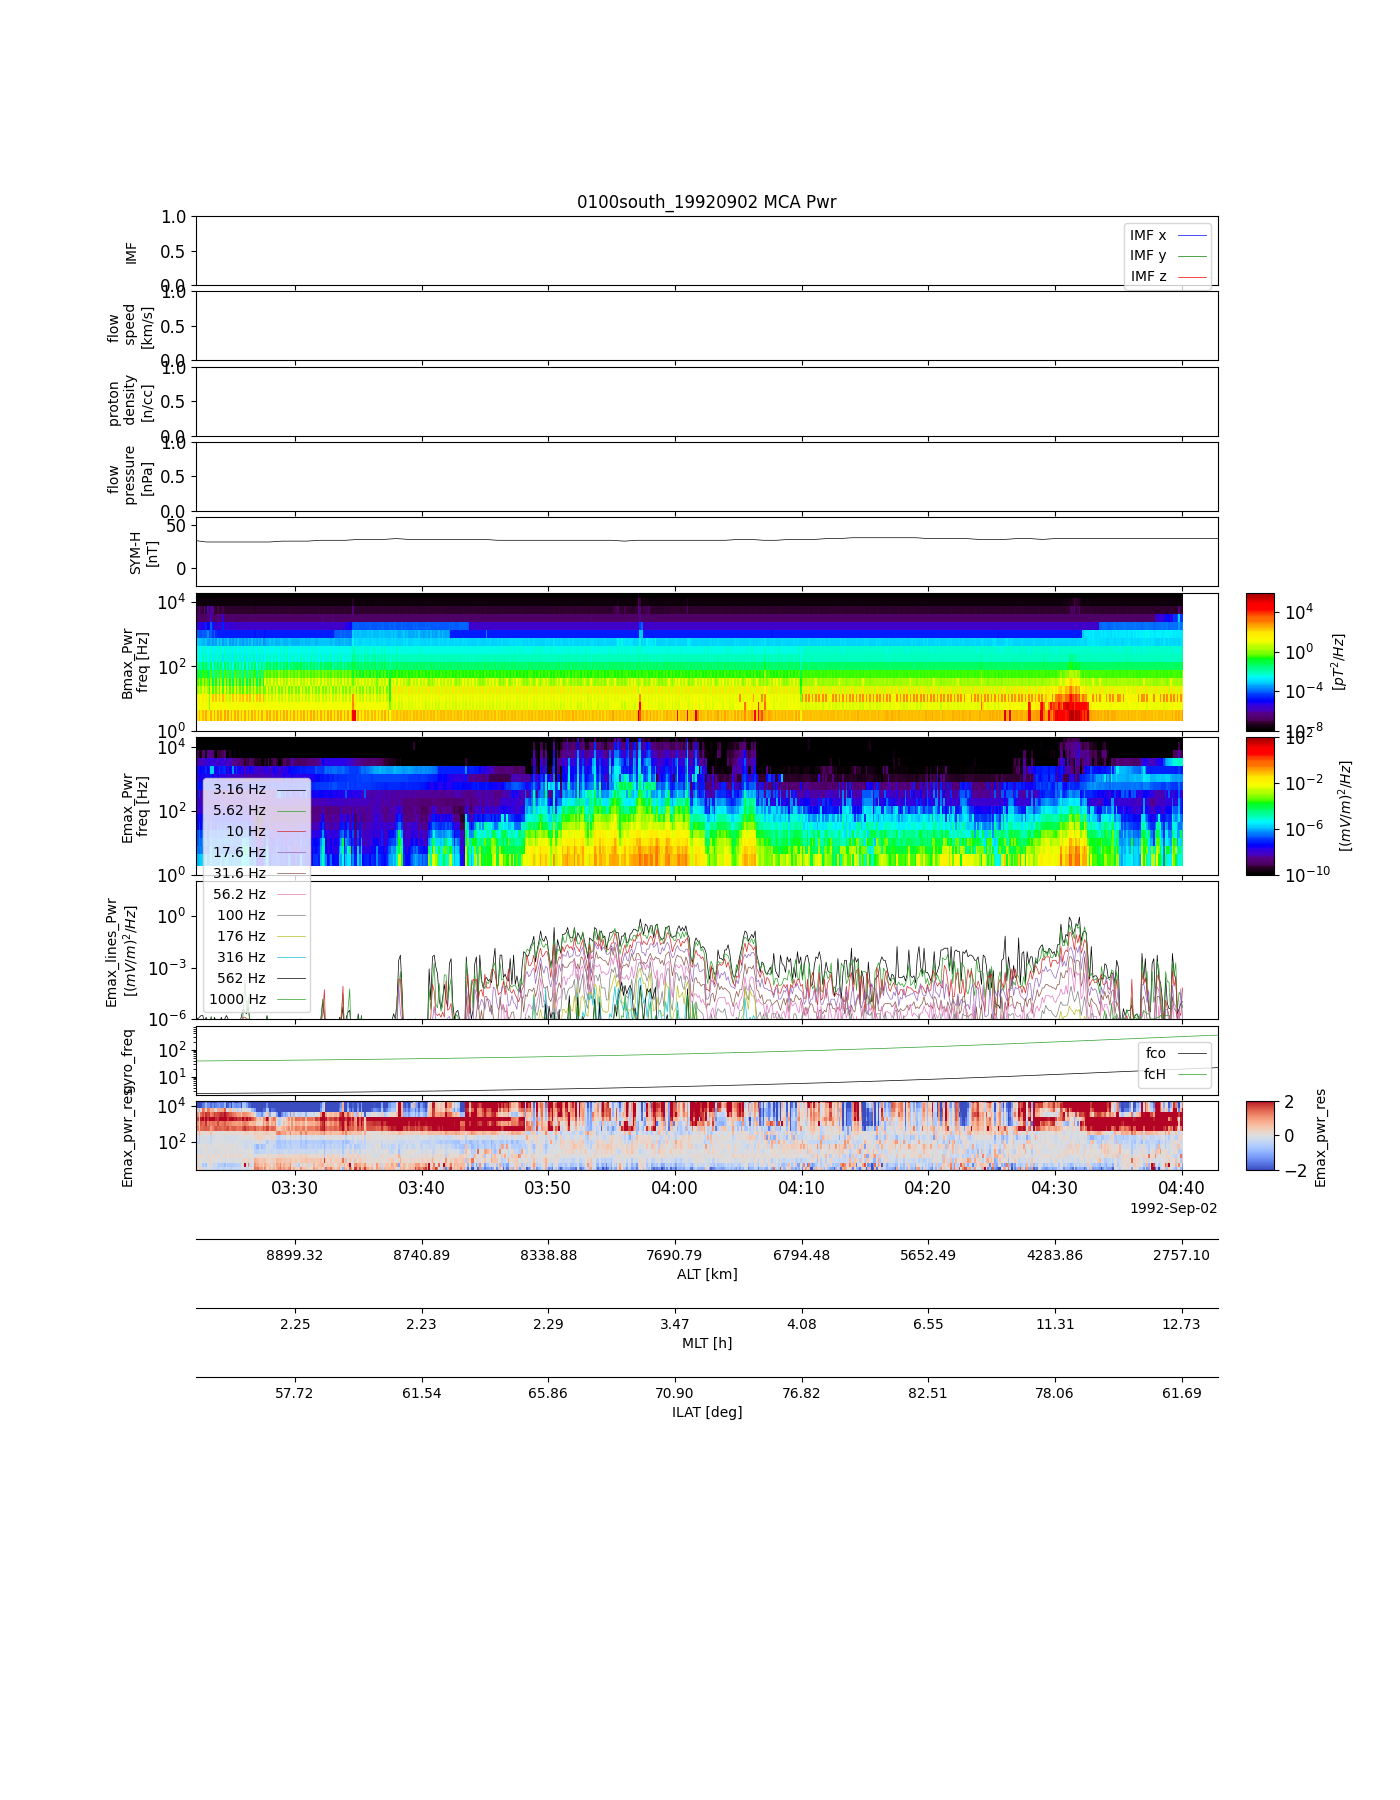 0100south_19920902 MCA Pwr
1.0
0.5
0.0
IMF
IMF x
IMF y
IMF z
1.0
0.5
0.0
flow
speed
[km/s]
1.0
0.5
0.0
proton
density
[n/cc]
1.0
0.5
0.0
flow
pressure
[nPa]
50
0
SYM-H
[nT]
10^4
10^2
10^0
Bmax_Pwr
freq [Hz]
10^4
10^0
10^-4
10^-8
[pT^2/Hz]
10^4
10^2
10^0
Emax_Pwr
freq [Hz]
10^2
10^-2
10^-6
10^-10
[(mV/m)^2/Hz]
3.16 Hz
5.62 Hz
10 Hz
17.6 Hz
31.6 Hz
56.2 Hz
100 Hz
176 Hz
316 Hz
562 Hz
1000 Hz
10^0
10^-3
10^-6
Emax_lines_Pwr
[(mV/m)^2/Hz]
10^2
10^1
gyro_freq
fco
fcH
10^4
10^2
Emax_pwr_res
2
0
−2
Emax_pwr_res
03:30 03:40 03:50 04:00 04:10 04:20 04:30 04:40
1992-Sep-02
8899.32 8740.89 8338.88 7690.79 6794.48 5652.49 4283.86 2757.10
ALT [km]
2.25 2.23 2.29 3.47 4.08 6.55 11.31 12.73
MLT [h]
57.72 61.54 65.86 70.90 76.82 82.51 78.06 61.69
ILAT [deg]